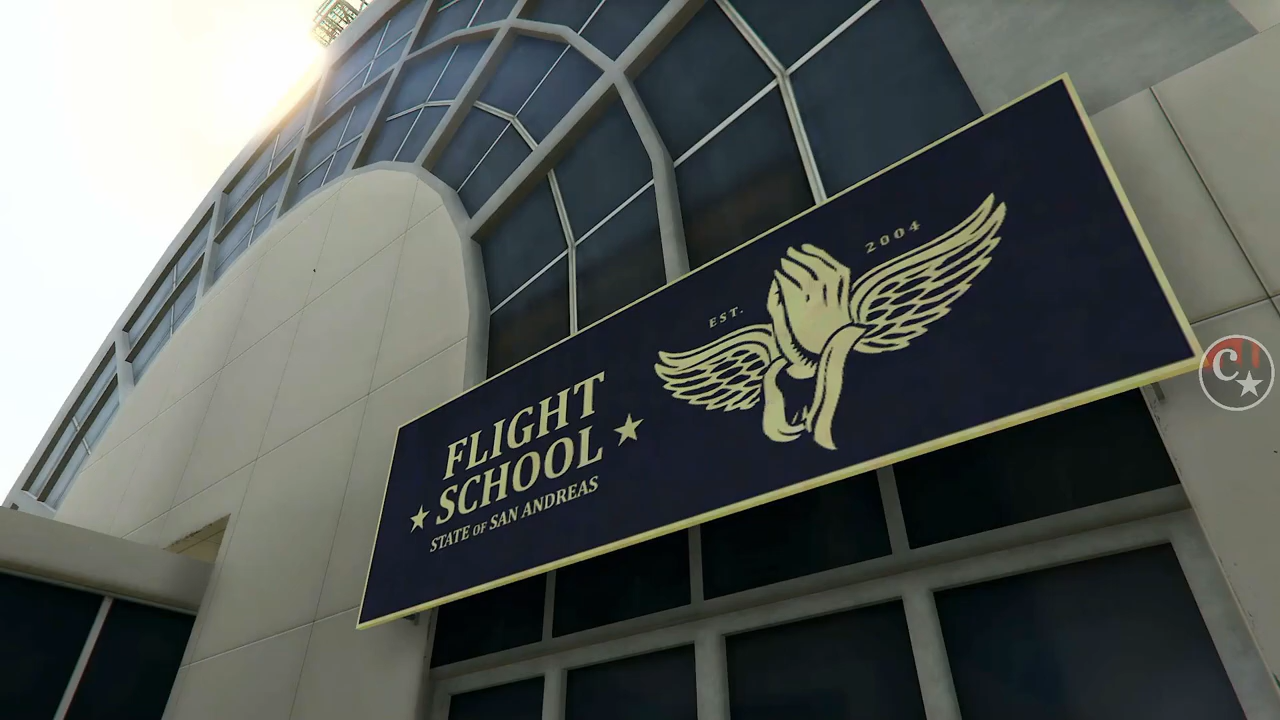 FLIGHT
SCHOOL
STATE OF SAN ANDREAS
EST.
2004
C